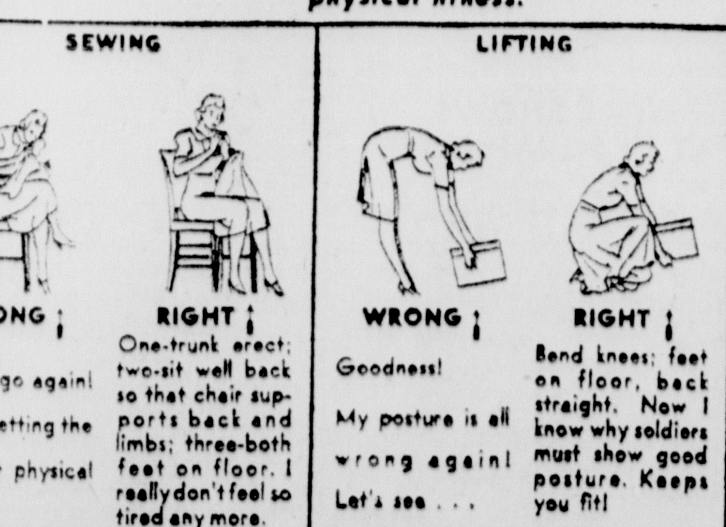 physical fitness.
SEWING
LIFTING
ONG
RIGHT
WRONG
RIGHT
go again!
etting the
physical
One-trunk erect;
two-sit well back
so that chair sup-
ports back and
limbs; three-both
feet on floor. I
really don't feel so
tired any more.
Goodness!
My posture is all
wrong again!
Let's see . . .
Bend knees; feet
on floor, back
straight. Now I
know why soldiers
must show good
posture. Keeps
you fit!